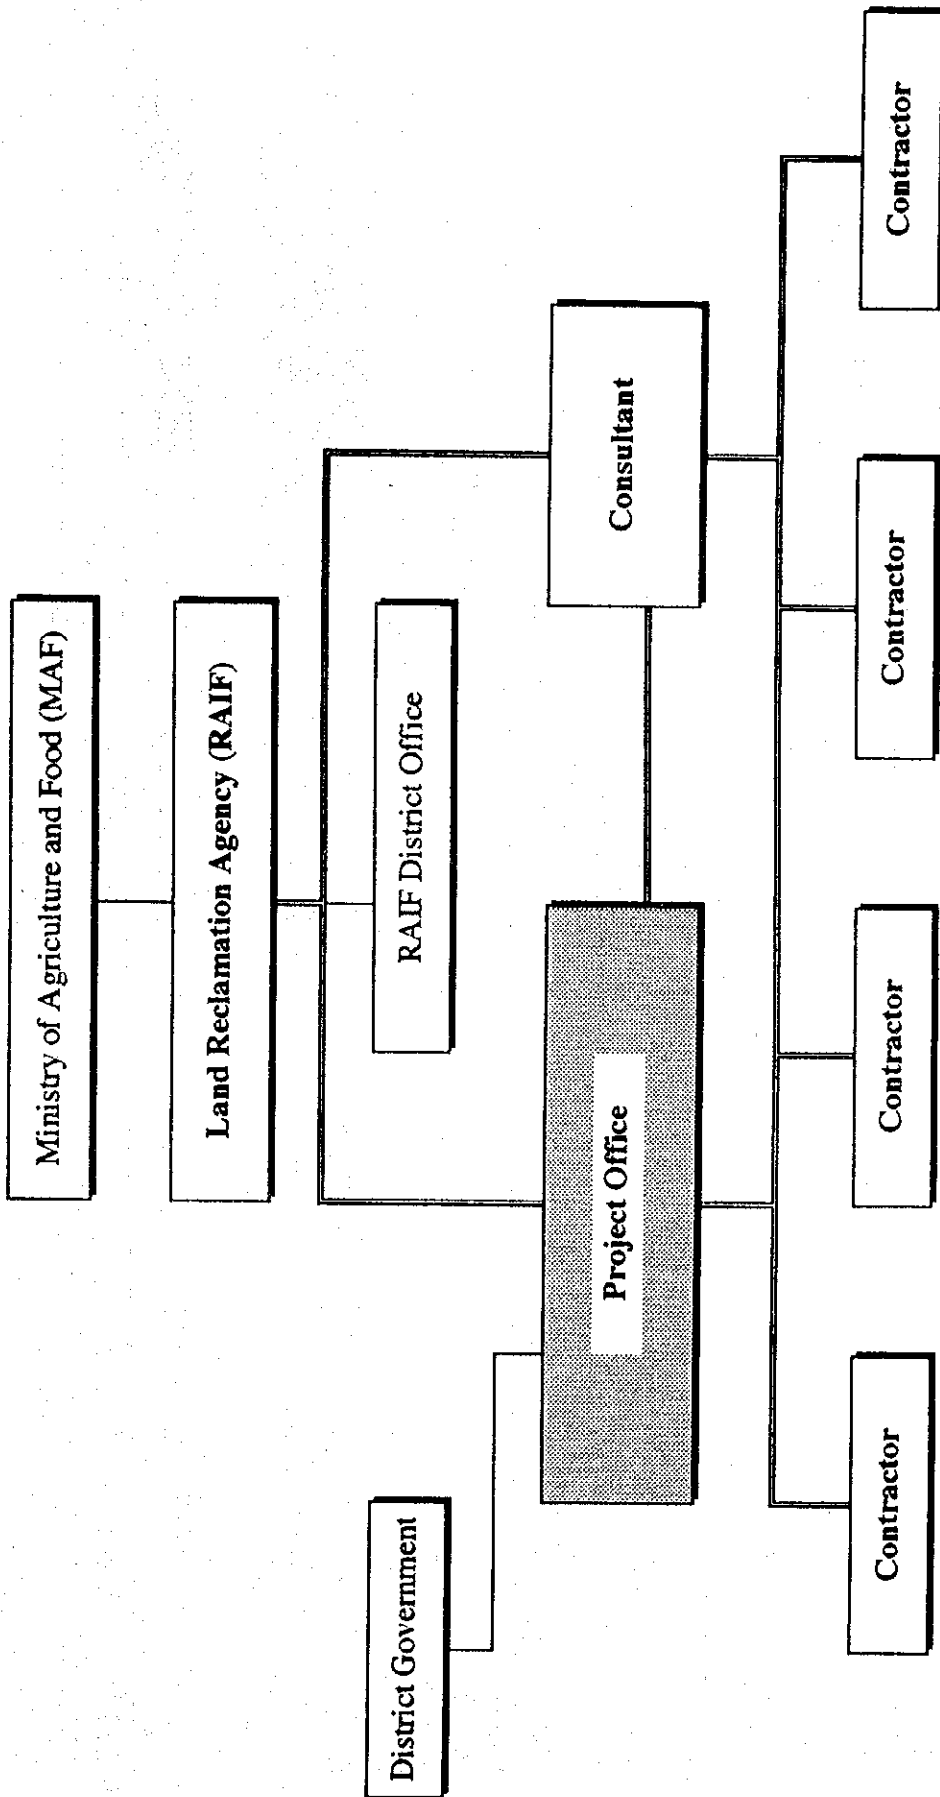 Ministry of Agriculture and Food (MAF)
Land Reclamation Agency (RAIF)
District Government
RAIF District Office
Project Office
Consultant
Contractor
Contractor
Contractor
Contractor